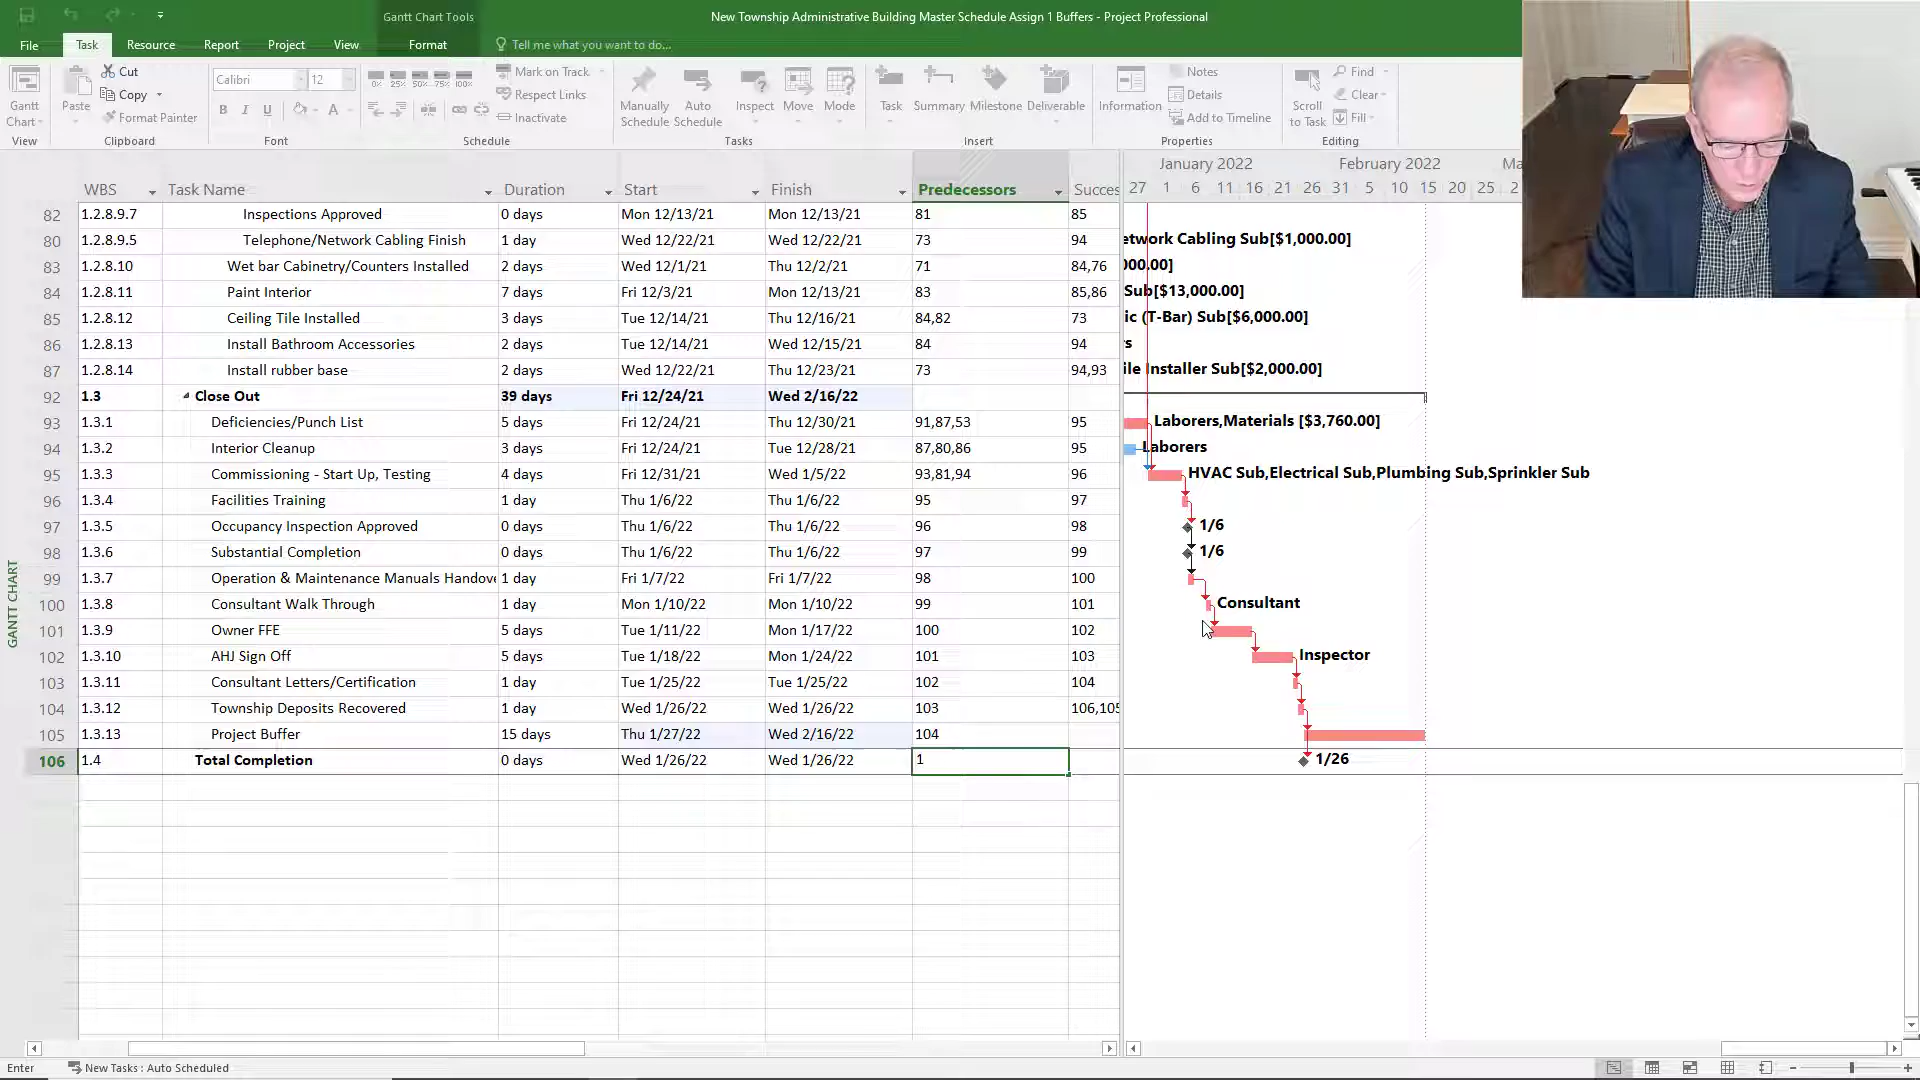 Gantt Chart Tools
New Township Administrative Building Master Schedule Assign 1 Buffers - Project Professional
File Task Resource Report Project View Format Tell me what you want to do...
Gantt Chart
View
Paste
Cut
Copy
Format Painter
Clipboard
Calibri 12
B I U A
Font
0% 25% 50% 75% 100%
Mark on Track
Respect Links
Inactivate
Schedule
Manually Schedule
Auto Schedule
Inspect
Move
Mode
Tasks
Task
Summary
Milestone
Deliverable
Insert
Information
Notes
Details
Add to Timeline
Properties
Scroll to Task
Find
Clear
Fill
Editing
WBS Task Name Duration Start Finish Predecessors Succes
January 2022 February 2022 Ma
27 1 6 11 16 21 26 31 5 10 15 20 25 2
82 1.2.8.9.7 Inspections Approved 0 days Mon 12/13/21 Mon 12/13/21 81 85
80 1.2.8.9.5 Telephone/Network Cabling Finish 1 day Wed 12/22/21 Wed 12/22/21 73 94 etwork Cabling Sub[$1,000.00]
83 1.2.8.10 Wet bar Cabinetry/Counters Installed 2 days Wed 12/1/21 Thu 12/2/21 71 84,76 000.00]
84 1.2.8.11 Paint Interior 7 days Fri 12/3/21 Mon 12/13/21 83 85,86 Sub[$13,000.00]
85 1.2.8.12 Ceiling Tile Installed 3 days Tue 12/14/21 Thu 12/16/21 84,82 73 ic (T-Bar) Sub[$6,000.00]
86 1.2.8.13 Install Bathroom Accessories 2 days Tue 12/14/21 Wed 12/15/21 84 94 rs
87 1.2.8.14 Install rubber base 2 days Wed 12/22/21 Thu 12/23/21 73 94,93 ile Installer Sub[$2,000.00]
92 1.3 Close Out 39 days Fri 12/24/21 Wed 2/16/22
93 1.3.1 Deficiencies/Punch List 5 days Fri 12/24/21 Thu 12/30/21 91,87,53 95 Laborers,Materials [$3,760.00]
94 1.3.2 Interior Cleanup 3 days Fri 12/24/21 Tue 12/28/21 87,80,86 95 Laborers
95 1.3.3 Commissioning - Start Up, Testing 4 days Fri 12/31/21 Wed 1/5/22 93,81,94 96 HVAC Sub,Electrical Sub,Plumbing Sub,Sprinkler Sub
96 1.3.4 Facilities Training 1 day Thu 1/6/22 Thu 1/6/22 95 97
97 1.3.5 Occupancy Inspection Approved 0 days Thu 1/6/22 Thu 1/6/22 96 98 1/6
98 1.3.6 Substantial Completion 0 days Thu 1/6/22 Thu 1/6/22 97 99 1/6
99 1.3.7 Operation & Maintenance Manuals Handov 1 day Fri 1/7/22 Fri 1/7/22 98 100
100 1.3.8 Consultant Walk Through 1 day Mon 1/10/22 Mon 1/10/22 99 101 Consultant
101 1.3.9 Owner FFE 5 days Tue 1/11/22 Mon 1/17/22 100 102
102 1.3.10 AHJ Sign Off 5 days Tue 1/18/22 Mon 1/24/22 101 103 Inspector
103 1.3.11 Consultant Letters/Certification 1 day Tue 1/25/22 Tue 1/25/22 102 104
104 1.3.12 Township Deposits Recovered 1 day Wed 1/26/22 Wed 1/26/22 103 106,105
105 1.3.13 Project Buffer 15 days Thu 1/27/22 Wed 2/16/22 104
106 1.4 Total Completion 0 days Wed 1/26/22 Wed 1/26/22 1 1/26
GANTT CHART
Enter New Tasks : Auto Scheduled